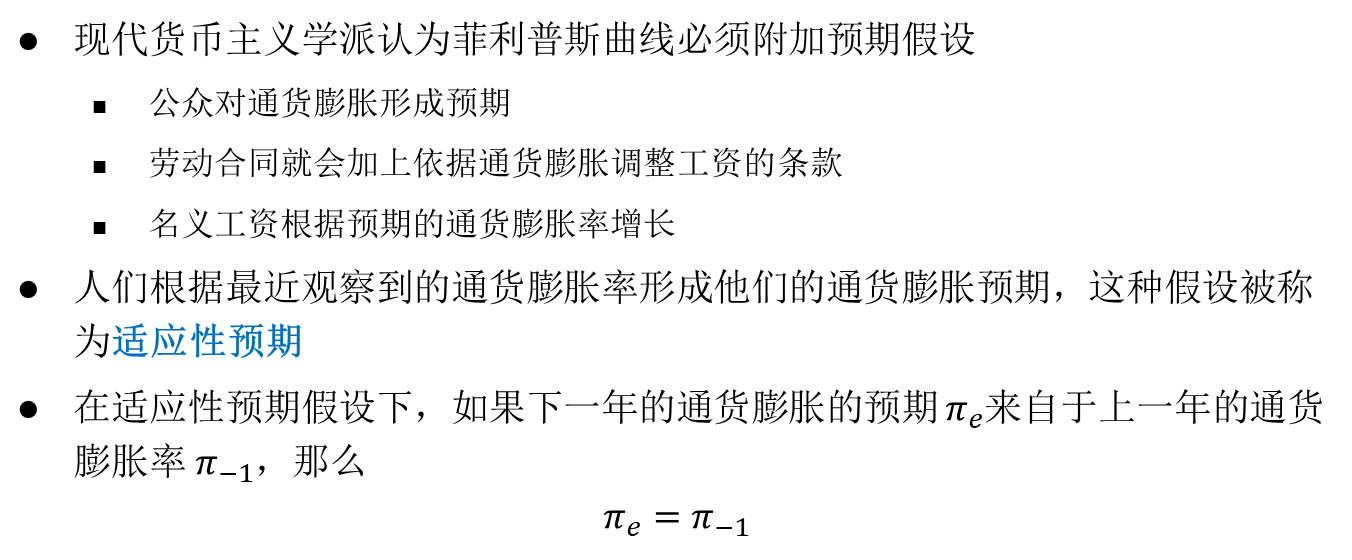 ● 现代货币主义学派认为菲利普斯曲线必须附加预期假设
■ 公众对通货膨胀形成预期
■ 劳动合同就会加上依据通货膨胀调整工资的条款
■ 名义工资根据预期的通货膨胀率增长
● 人们根据最近观察到的通货膨胀率形成他们的通货膨胀预期，这种假设被称
为适应性预期
● 在适应性预期假设下，如果下一年的通货膨胀的预期 πₑ来自于上一年的通货
膨胀率 π₋₁，那么
πₑ = π₋₁